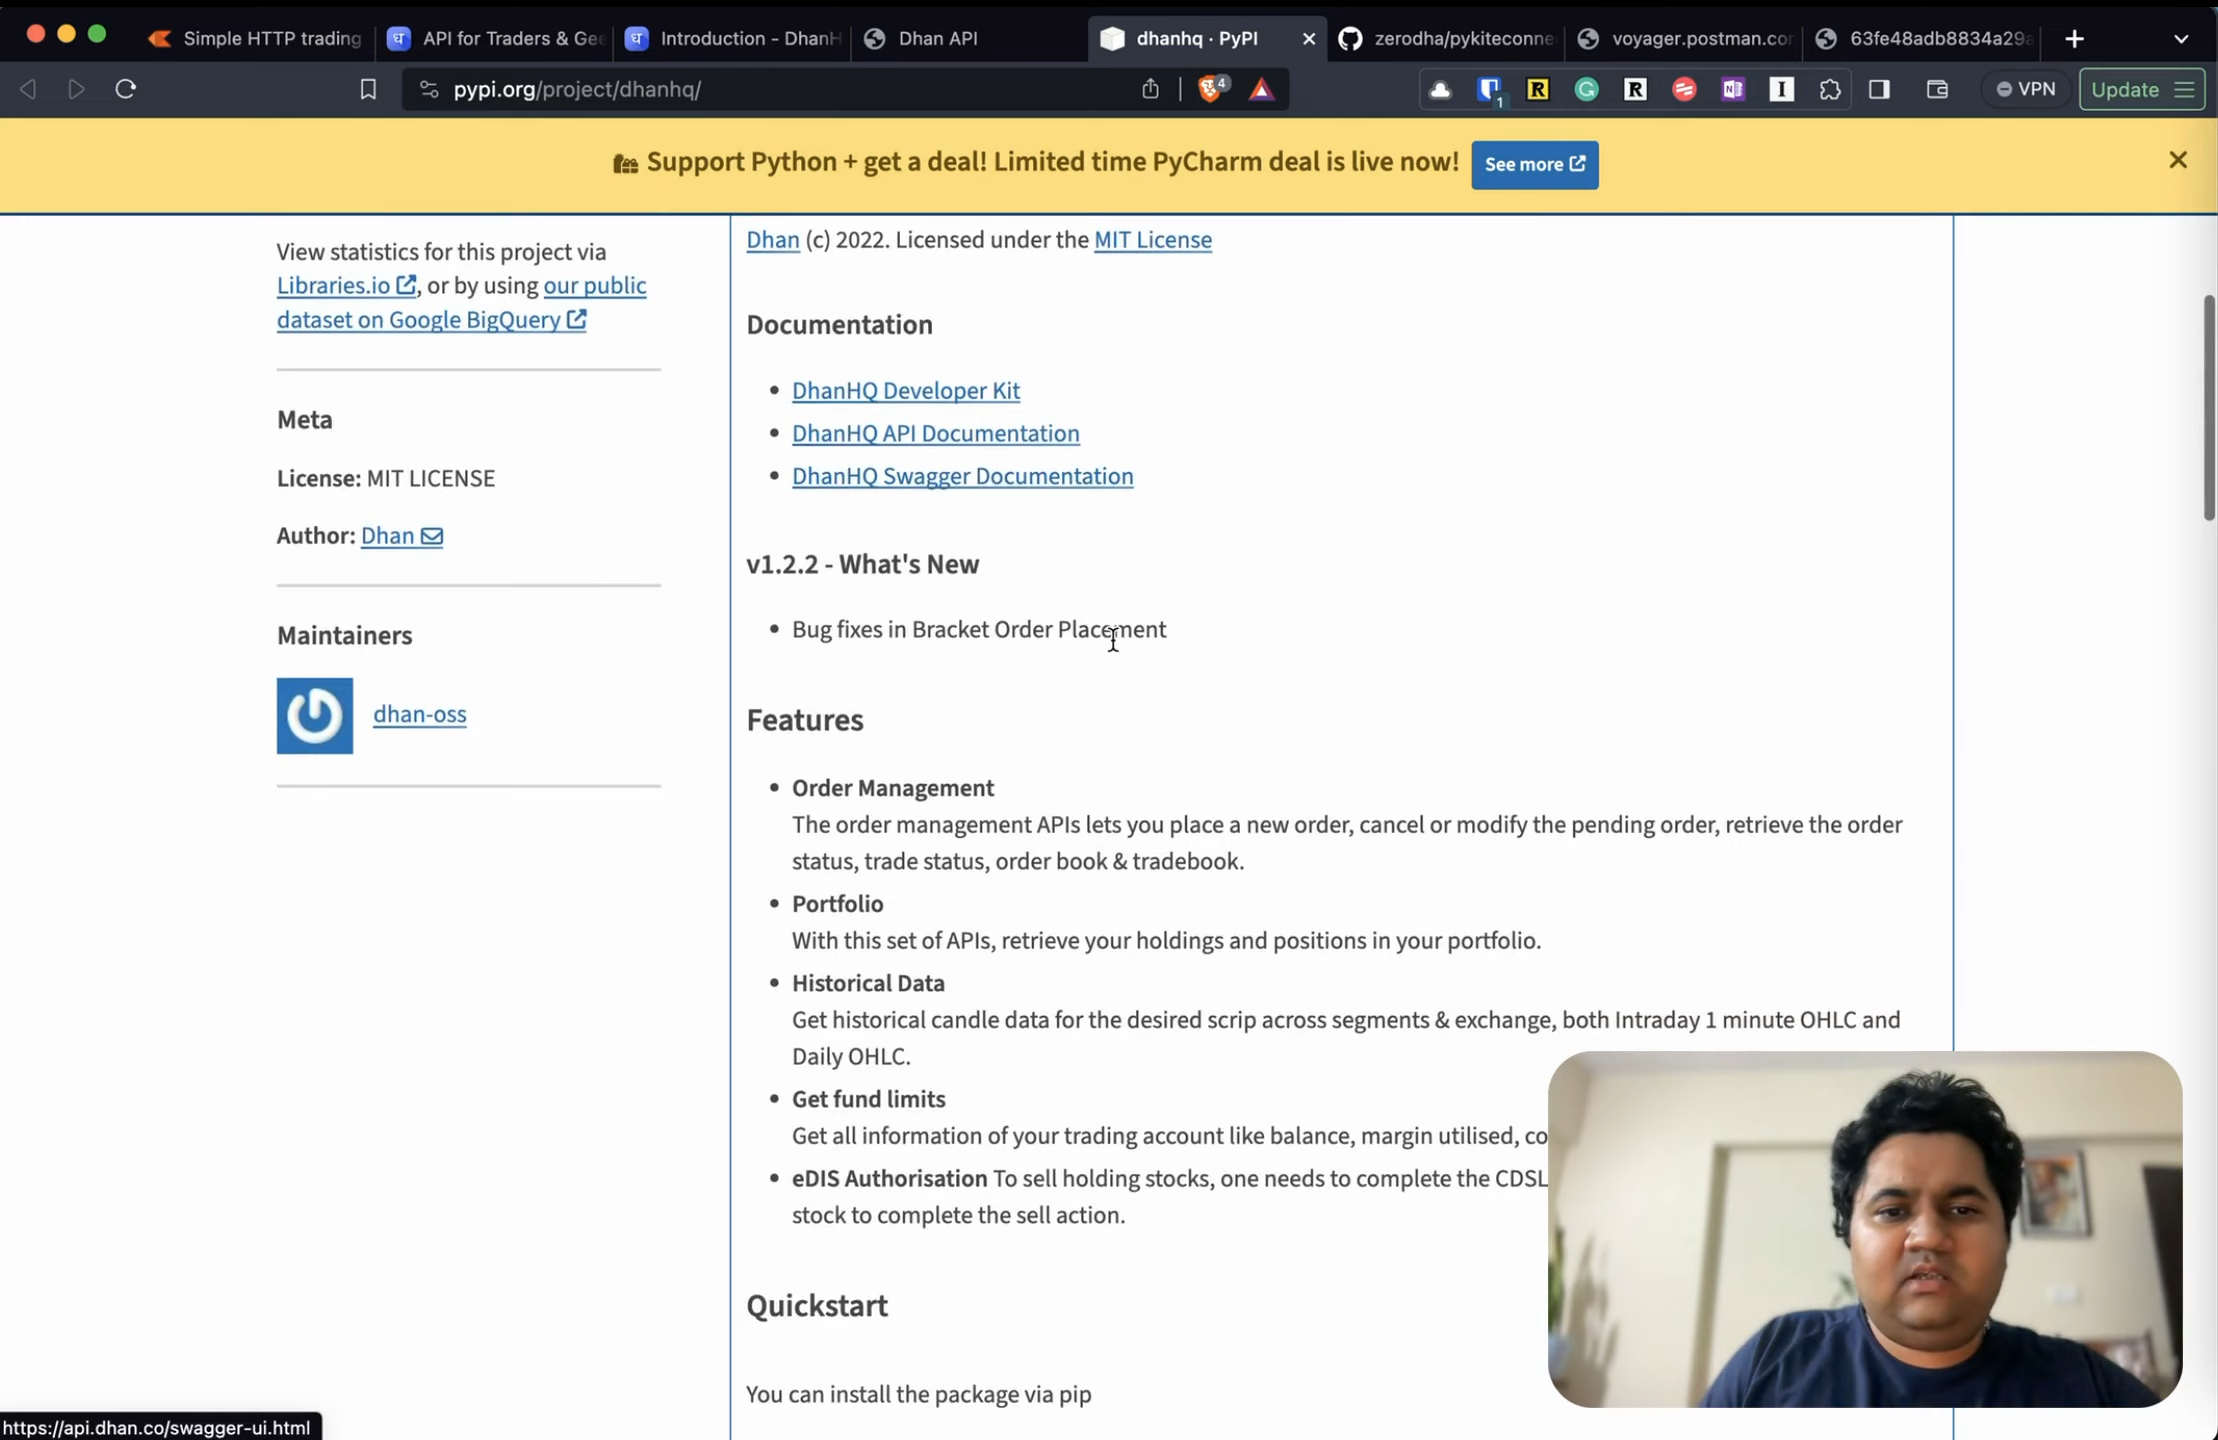 Simple HTTP trading
API for Traders & Gee
Introduction - DhanH
Dhan API
dhanhq · PyPI
zerodha/pykiteconne
voyager.postman.com
63fe48adb8834a29a
pypi.org/project/dhanhq/
4
1
VPN
Update
Support Python + get a deal! Limited time PyCharm deal is live now!
See more
View statistics for this project via
Libraries.io, or by using our public
dataset on Google BigQuery
Meta
License: MIT LICENSE
Author: Dhan
Maintainers
dhan-oss
Dhan (c) 2022. Licensed under the MIT License
Documentation
• DhanHQ Developer Kit
• DhanHQ API Documentation
• DhanHQ Swagger Documentation
v1.2.2 - What's New
• Bug fixes in Bracket Order Placement
Features
• Order Management
The order management APIs lets you place a new order, cancel or modify the pending order, retrieve the order
status, trade status, order book & tradebook.
• Portfolio
With this set of APIs, retrieve your holdings and positions in your portfolio.
• Historical Data
Get historical candle data for the desired scrip across segments & exchange, both Intraday 1 minute OHLC and
Daily OHLC.
• Get fund limits
Get all information of your trading account like balance, margin utilised, co
• eDIS Authorisation To sell holding stocks, one needs to complete the CDSL
stock to complete the sell action.
Quickstart
You can install the package via pip
https://api.dhan.co/swagger-ui.html